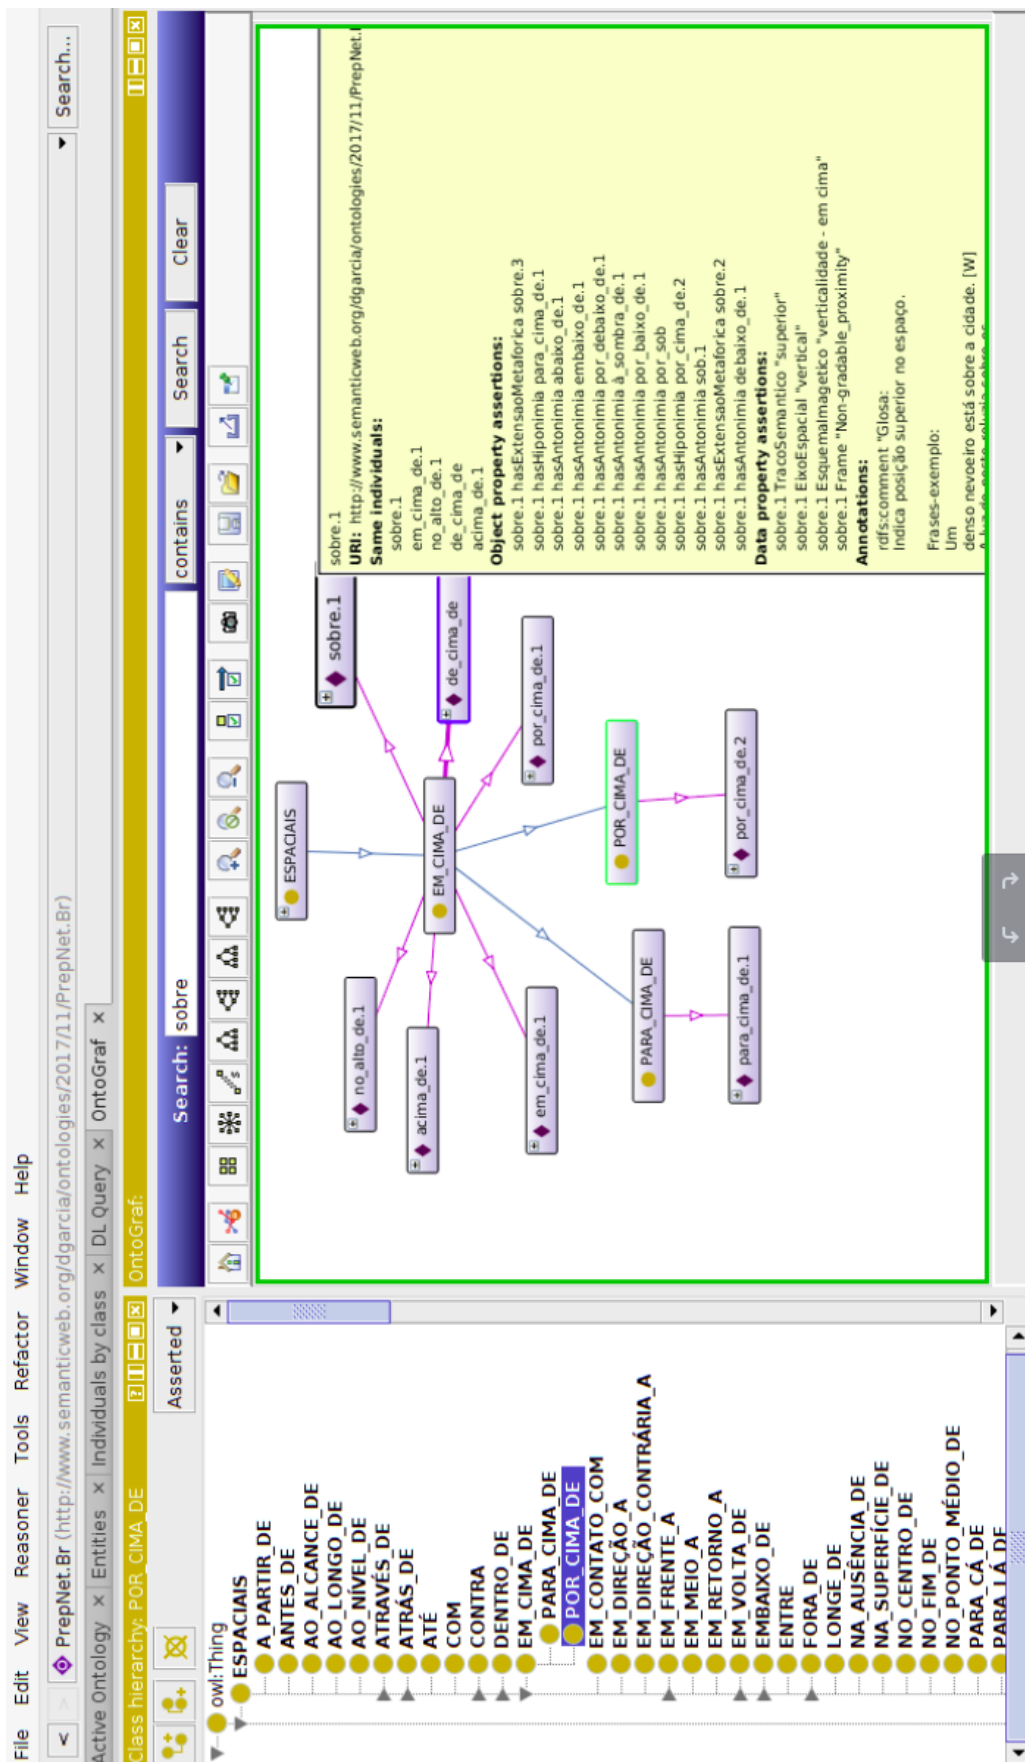 File Edit View Reasoner Tools Refactor Window Help
< > PrepNet.Br (http://www.semanticweb.org/dgarcia/ontologies/2017/11/PrepNet.Br) Search...
Active Ontology × Entities × Individuals by class × DL Query × OntoGraf ×
Class hierarchy: POR_CIMA_DE
Asserted
owl:Thing
ESPACIAIS
A_PARTIR_DE
ANTES_DE
AO_ALCANCE_DE
AO_LONGO_DE
AO_NÍVEL_DE
ATRAVÉS_DE
ATRÁS_DE
ATÉ
COM
CONTRA
DENTRO_DE
EM_CIMA_DE
PARA_CIMA_DE
POR_CIMA_DE
EM_CONTATO_COM
EM_DIREÇÃO_A
EM_DIREÇÃO_CONTRÁRIA_A
EM_FRENTE_A
EM_MEIO_A
EM_RETORNO_A
EM_VOLTA_DE
EMBAIXO_DE
ENTRE
FORA_DE
LONGE_DE
NA_AUSÊNCIA_DE
NA_SUPERFÍCIE_DE
NO_CENTRO_DE
NO_FIM_DE
NO_PONTO_MÉDIO_DE
PARA_CÁ_DE
PARA_LÁ_DE
OntoGraf:
Search: sobre contains Search Clear
ESPACIAIS
sobre.1
no_alto_de.1
acima_de.1
EM_CIMA_DE
de_cima_de
em_cima_de.1
por_cima_de.1
PARA_CIMA_DE
POR_CIMA_DE
para_cima_de.1
por_cima_de.2
sobre.1
URI: http://www.semanticweb.org/dgarcia/ontologies/2017/11/PrepNet.
Same individuals:
sobre.1
em_cima_de.1
no_alto_de.1
de_cima_de
acima_de.1
Object property assertions:
sobre.1 hasExtensaoMetaforica sobre.3
sobre.1 hasHiponimia para_cima_de.1
sobre.1 hasAntonimia abaixo_de.1
sobre.1 hasAntonimia embaixo_de.1
sobre.1 hasAntonimia por_debaixo_de.1
sobre.1 hasAntonimia à_sombra_de.1
sobre.1 hasAntonimia por_baixo_de.1
sobre.1 hasAntonimia por_sob
sobre.1 hasHiponimia por_cima_de.2
sobre.1 hasAntonimia sob.1
sobre.1 hasExtensaoMetaforica sobre.2
sobre.1 hasAntonimia debaixo_de.1
Data property assertions:
sobre.1 TracoSemantico "superior"
sobre.1 EixoEspacial "vertical"
sobre.1 EsquemaImagetico "verticalidade - em cima"
sobre.1 Frame "Non-gradable_proximity"
Annotations:
rdfs:comment "Glosa:
Indica posição superior no espaço.
Frases-exemplo:
Um
denso nevoeiro está sobre a cidade. [W]